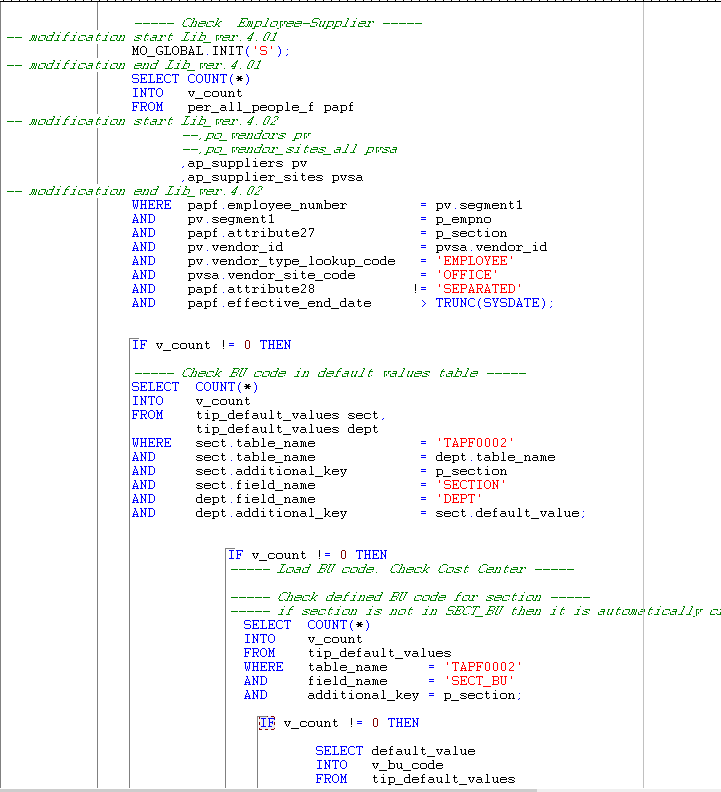 ----- Check  Employee-Supplier -----
-- modification start Lib_ver.4.01
MO_GLOBAL.INIT('S');
-- modification end Lib_ver.4.01
SELECT COUNT(*)
INTO   v_count
FROM   per_all_people_f papf
-- modification start Lib_ver.4.02
--,po_vendors pv
--,po_vendor_sites_all pvsa
,ap_suppliers pv
,ap_supplier_sites pvsa
-- modification end Lib_ver.4.02
WHERE  papf.employee_number         = pv.segment1
AND    pv.segment1                  = p_empno
AND    papf.attribute27             = p_section
AND    pv.vendor_id                 = pvsa.vendor_id
AND    pv.vendor_type_lookup_code   = 'EMPLOYEE'
AND    pvsa.vendor_site_code        = 'OFFICE'
AND    papf.attribute28            != 'SEPARATED'
AND    papf.effective_end_date      > TRUNC(SYSDATE);
IF v_count != 0 THEN
----- Check BU code in default values table -----
SELECT  COUNT(*)
INTO    v_count
FROM    tip_default_values sect,
tip_default_values dept
WHERE   sect.table_name             = 'TAPF0002'
AND     sect.table_name             = dept.table_name
AND     sect.additional_key         = p_section
AND     sect.field_name             = 'SECTION'
AND     dept.field_name             = 'DEPT'
AND     dept.additional_key         = sect.default_value;
IF v_count != 0 THEN
----- Load BU code. Check Cost Center -----
----- Check defined BU code for section -----
----- if section is not in SECT_BU then it is automatically
SELECT  COUNT(*)
INTO    v_count
FROM    tip_default_values
WHERE   table_name     = 'TAPF0002'
AND     field_name     = 'SECT_BU'
AND     additional_key = p_section;
IF v_count != 0 THEN
SELECT default_value
INTO   v_bu_code
FROM   tip_default_values